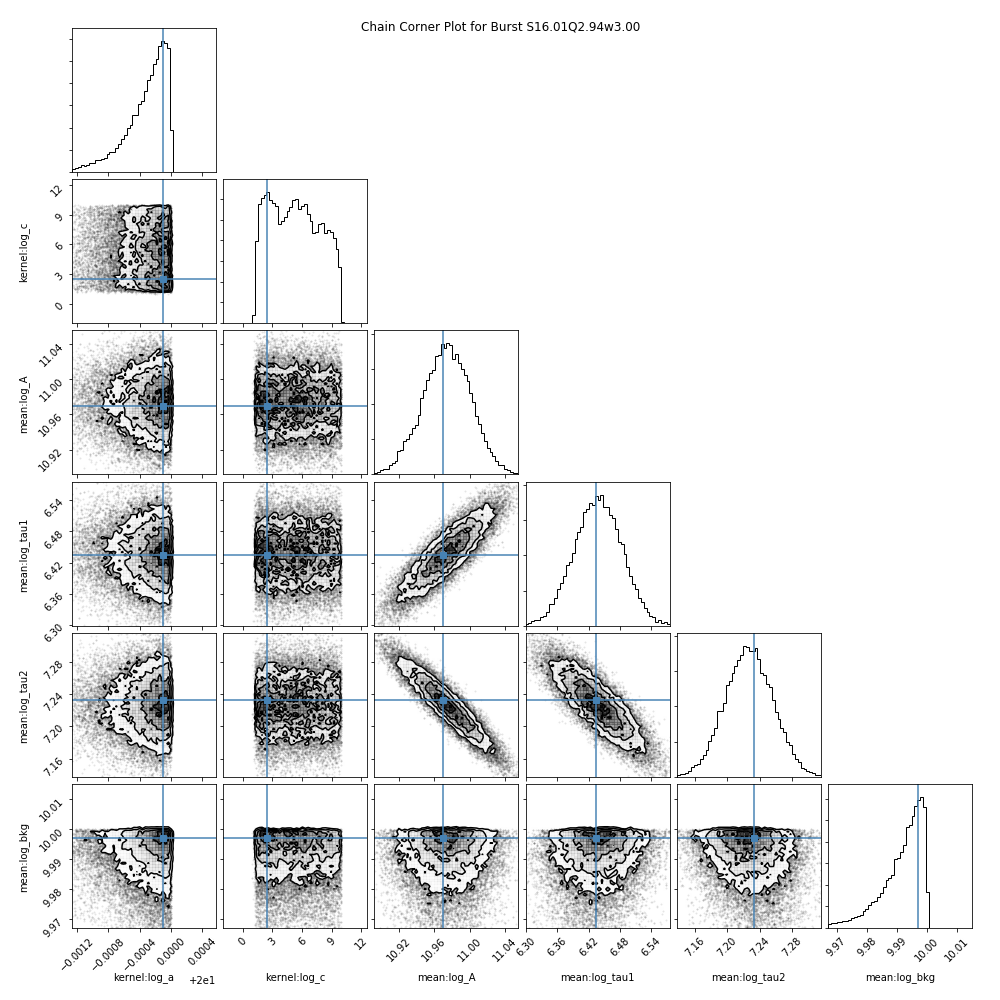 Chain Corner Plot for Burst S16.01Q2.94w3.00
kernel:log_c
12
9
6
3
0
mean:log_A
11.04
11.00
10.96
10.92
mean:log_tau1
6.54
6.48
6.42
6.36
6.30
mean:log_tau2
7.28
7.24
7.20
7.16
mean:log_bkg
10.01
10.00
9.99
9.98
9.97
−0.0012 −0.0008 −0.0004 0.0000 0.0004
0 3 6 9 12
10.92 10.96 11.00 11.04
6.30 6.36 6.42 6.48 6.54
7.16 7.20 7.24 7.28
9.97 9.98 9.99 10.00 10.01
kernel:log_a +2e1 kernel:log_c mean:log_A mean:log_tau1 mean:log_tau2 mean:log_bkg